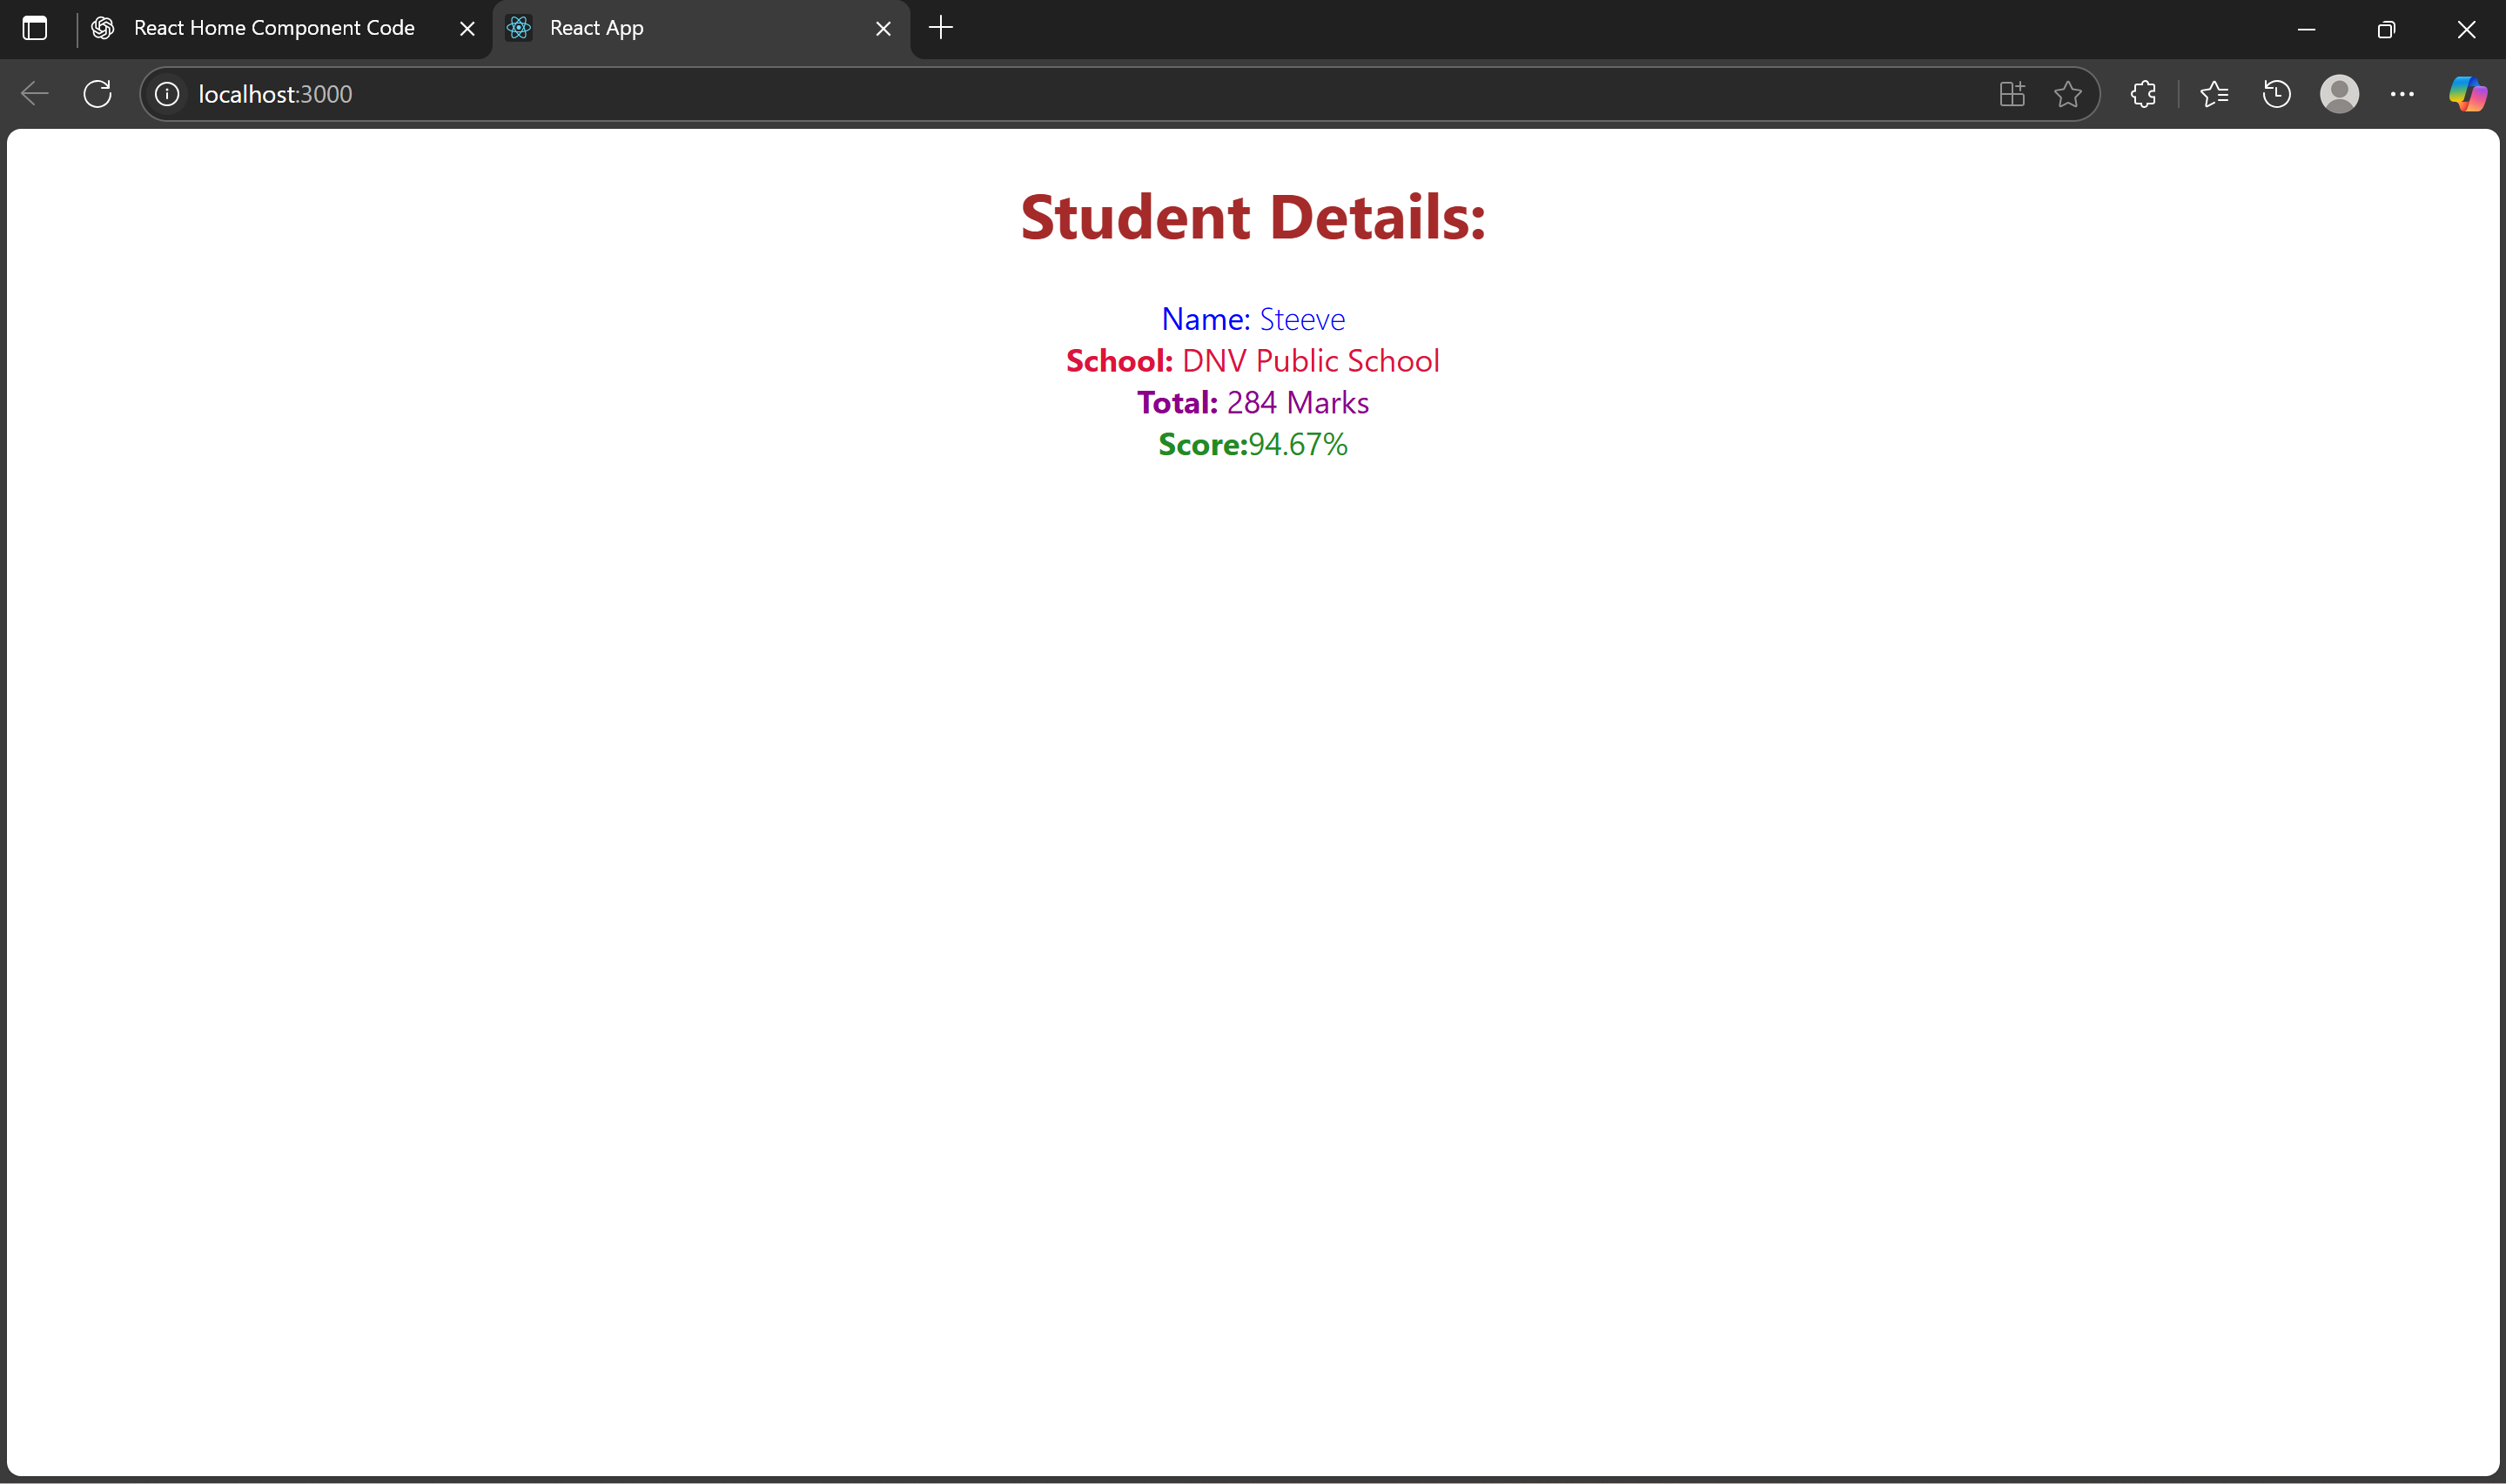 React Home Component Code
React App
localhost:3000
Student Details:
Name: Steeve
School: DNV Public School
Total: 284 Marks
Score:94.67%